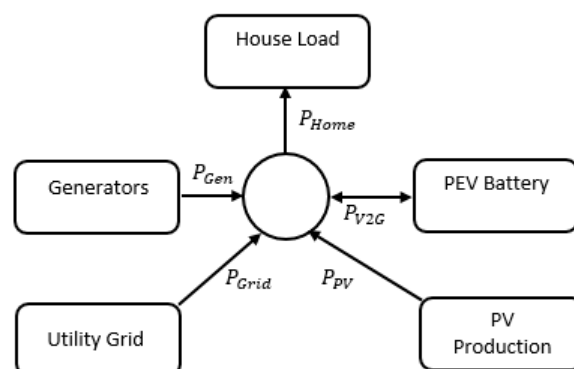 House Load
P_Home
Generators
P_Gen
PEV Battery
P_V2G
P_Grid
P_PV
Utility Grid
PV
Production